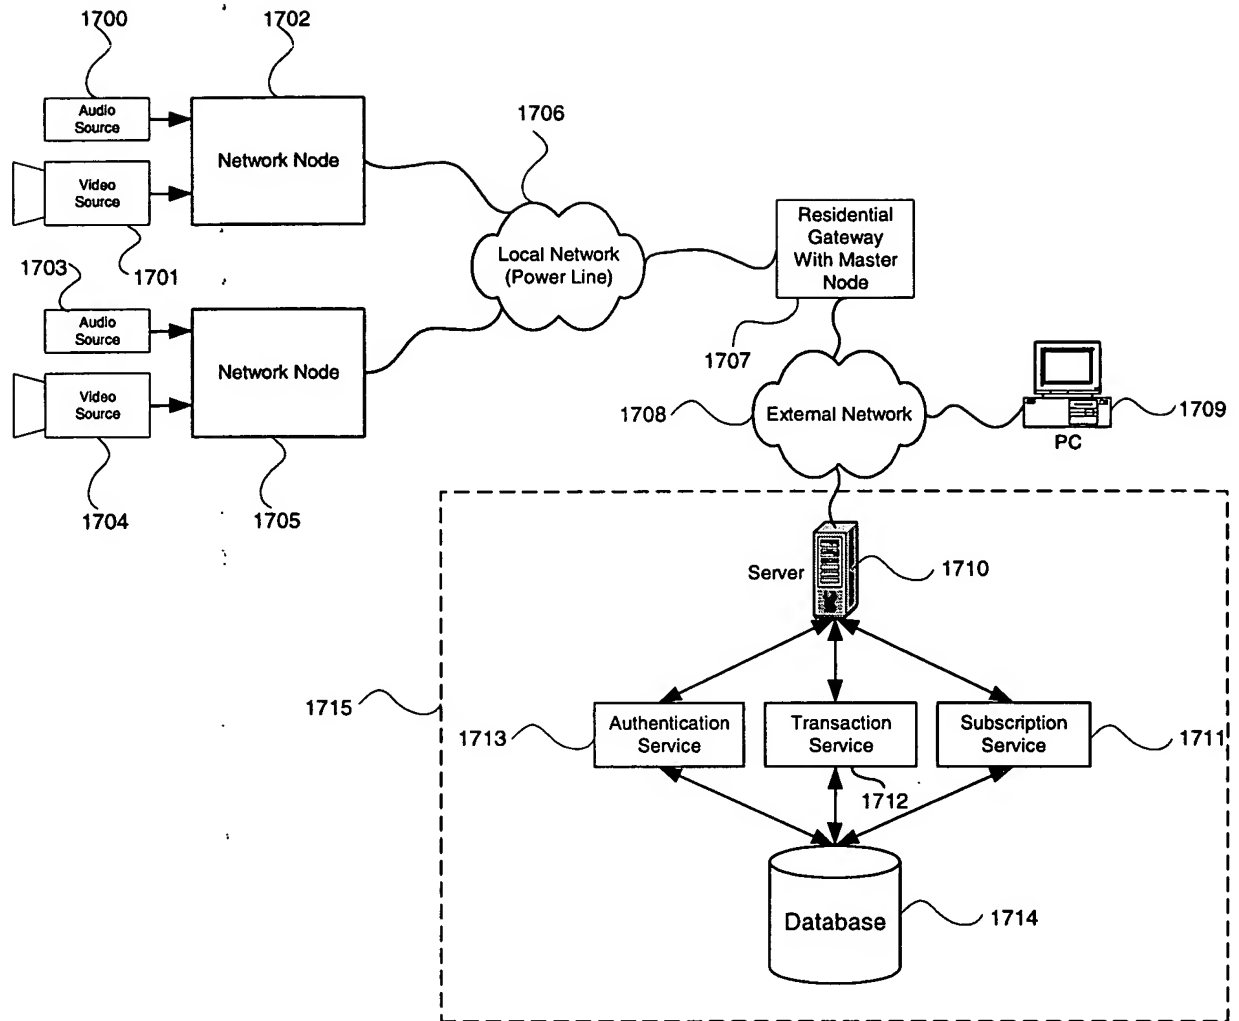 1700
1702
Audio
Source
Network Node
Video
Source
1701
1706
Local Network
(Power Line)
Residential
Gateway
With Master
Node
1707
1703
Audio
Source
Network Node
Video
Source
1704
1705
1708
External Network
1709
PC
Server
1710
1715
1713
Authentication
Service
Transaction
Service
1712
Subscription
Service
1711
Database
1714